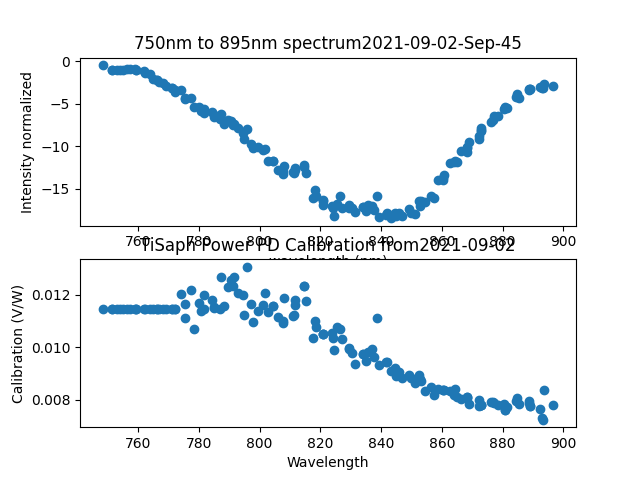 750nm to 895nm spectrum2021-09-02-Sep-45
Intensity normalized
0
−5
−10
−15
760 780 800 820 840 860 880 900
wavelength (nm)
TiSaph Power PD Calibration from2021-09-02
Calibration (V/W)
0.012
0.010
0.008
760 780 800 820 840 860 880 900
Wavelength